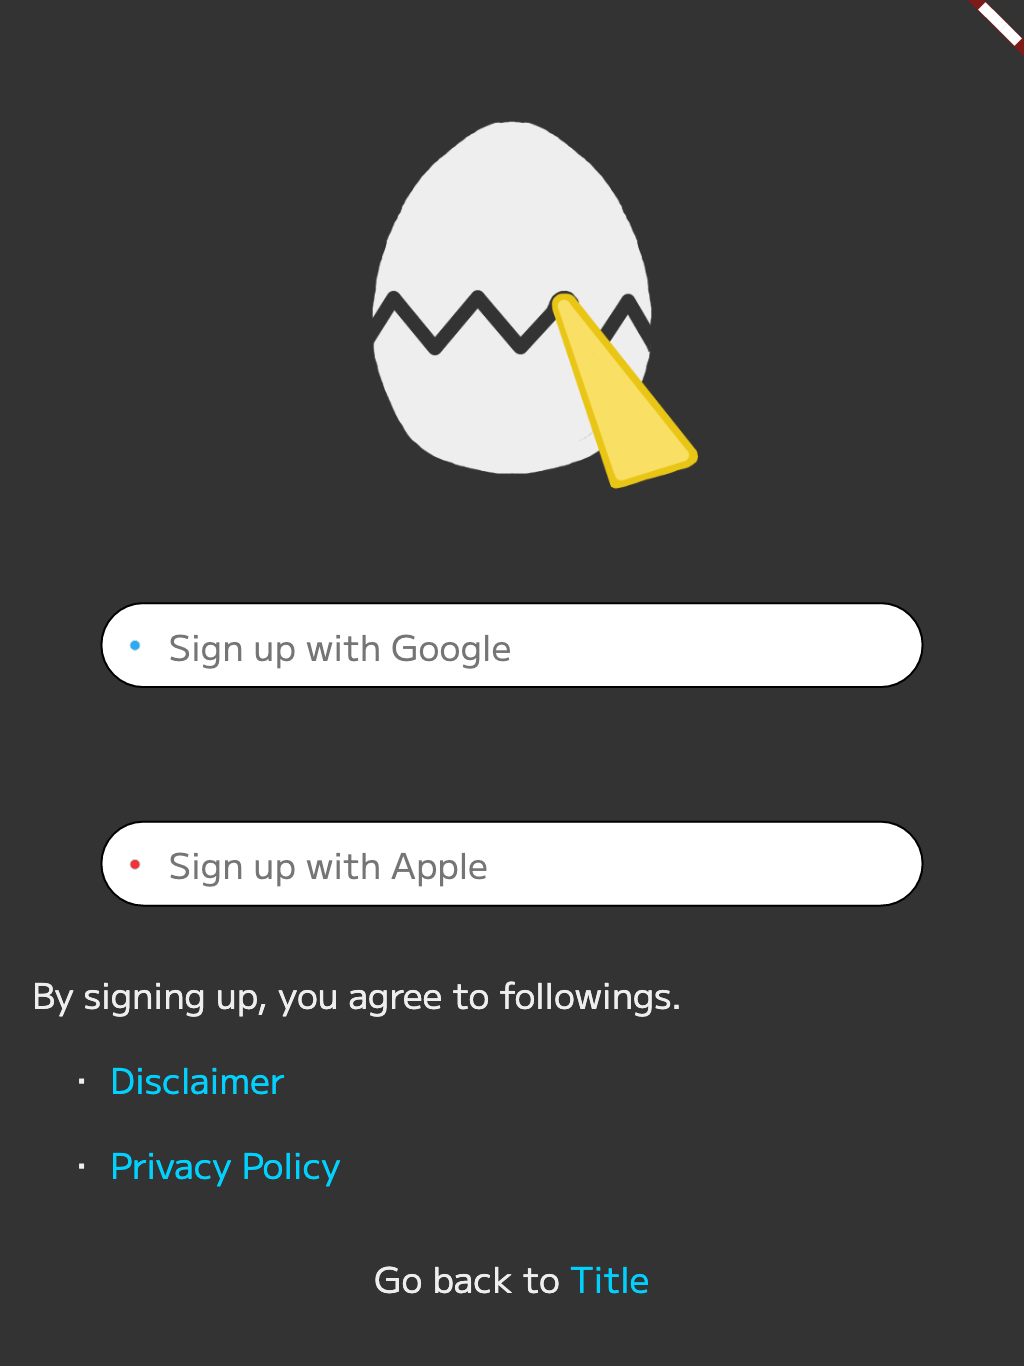 Sign up with Google
Sign up with Apple
By signing up, you agree to followings.
· Disclaimer
· Privacy Policy
Go back to Title